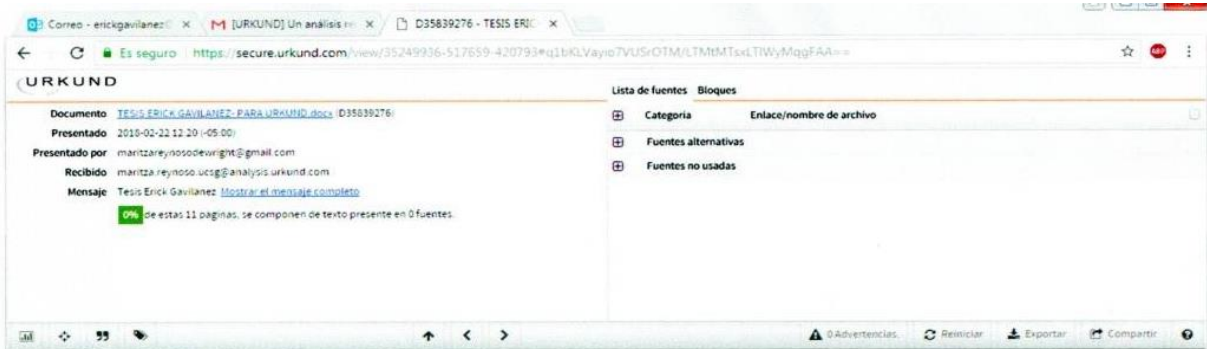 Correo - erickgavilanez
[URKUND] Un análisis re
D35839276 - TESIS ERIC
Es seguro
https://secure.urkund.com/view/35249936-517659-420793#
URKUND
Lista de fuentes Bloques
Documento TESIS ERICK GAVILANEZ- PARA URKUND.docx (D35839276)
Categoría Enlace/nombre de archivo
Presentado 2018-02-22 12:20 (-05:00)
Fuentes alternativas
Presentado por maritzareynosodewright@gmail.com
Fuentes no usadas
Recibido maritza.reynoso.ucsg@analysis.urkund.com
Mensaje Tesis Erick Gavilanez Mostrar el mensaje completo
0% de estas 11 páginas, se componen de texto presente en 0 fuentes.
0 Advertencias. Reiniciar Exportar Compartir